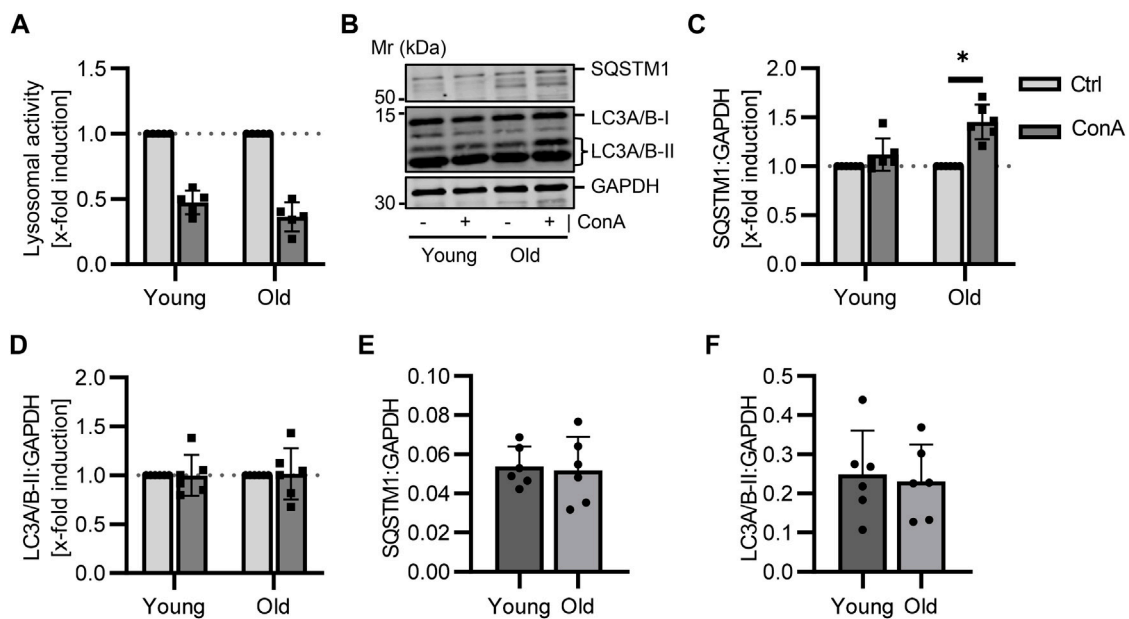 A
Lysosomal activity
[x-fold induction]
1.5
1.0
0.5
0.0
Young
Old
B
Mr (kDa)
50
15
30
SQSTM1
LC3A/B-I
LC3A/B-II
GAPDH
- + - + | ConA
Young Old
C
SQSTM1:GAPDH
[x-fold induction]
2.0
1.5
1.0
0.5
0.0
*
Young
Old
Ctrl
ConA
D
LC3A/B-II:GAPDH
[x-fold induction]
2.0
1.5
1.0
0.5
0.0
Young
Old
E
SQSTM1:GAPDH
0.10
0.08
0.06
0.04
0.02
0.00
Young Old
F
LC3A/B-II:GAPDH
0.5
0.4
0.3
0.2
0.1
0.0
Young Old